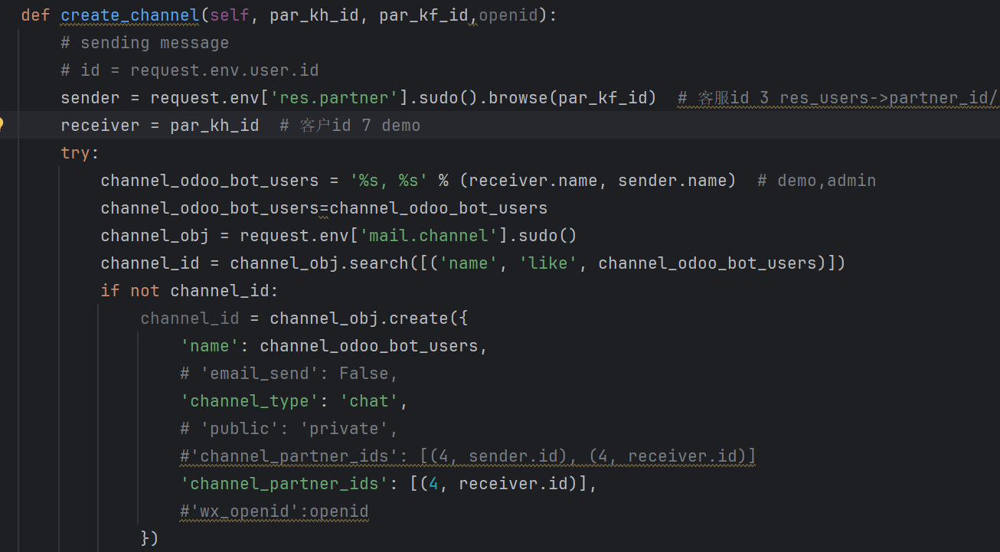 def create_channel(self, par_kh_id, par_kf_id,openid):
# sending message
# id = request.env.user.id
sender = request.env['res.partner'].sudo().browse(par_kf_id)  # 客服id 3 res_users->partner_id/
receiver = par_kh_id  # 客户id 7 demo
try:
channel_odoo_bot_users = '%s, %s' % (receiver.name, sender.name)  # demo,admin
channel_odoo_bot_users=channel_odoo_bot_users
channel_obj = request.env['mail.channel'].sudo()
channel_id = channel_obj.search([('name', 'like', channel_odoo_bot_users)])
if not channel_id:
channel_id = channel_obj.create({
'name': channel_odoo_bot_users,
# 'email_send': False,
'channel_type': 'chat',
# 'public': 'private',
#'channel_partner_ids': [(4, sender.id), (4, receiver.id)]
'channel_partner_ids': [(4, receiver.id)],
#'wx_openid':openid
})